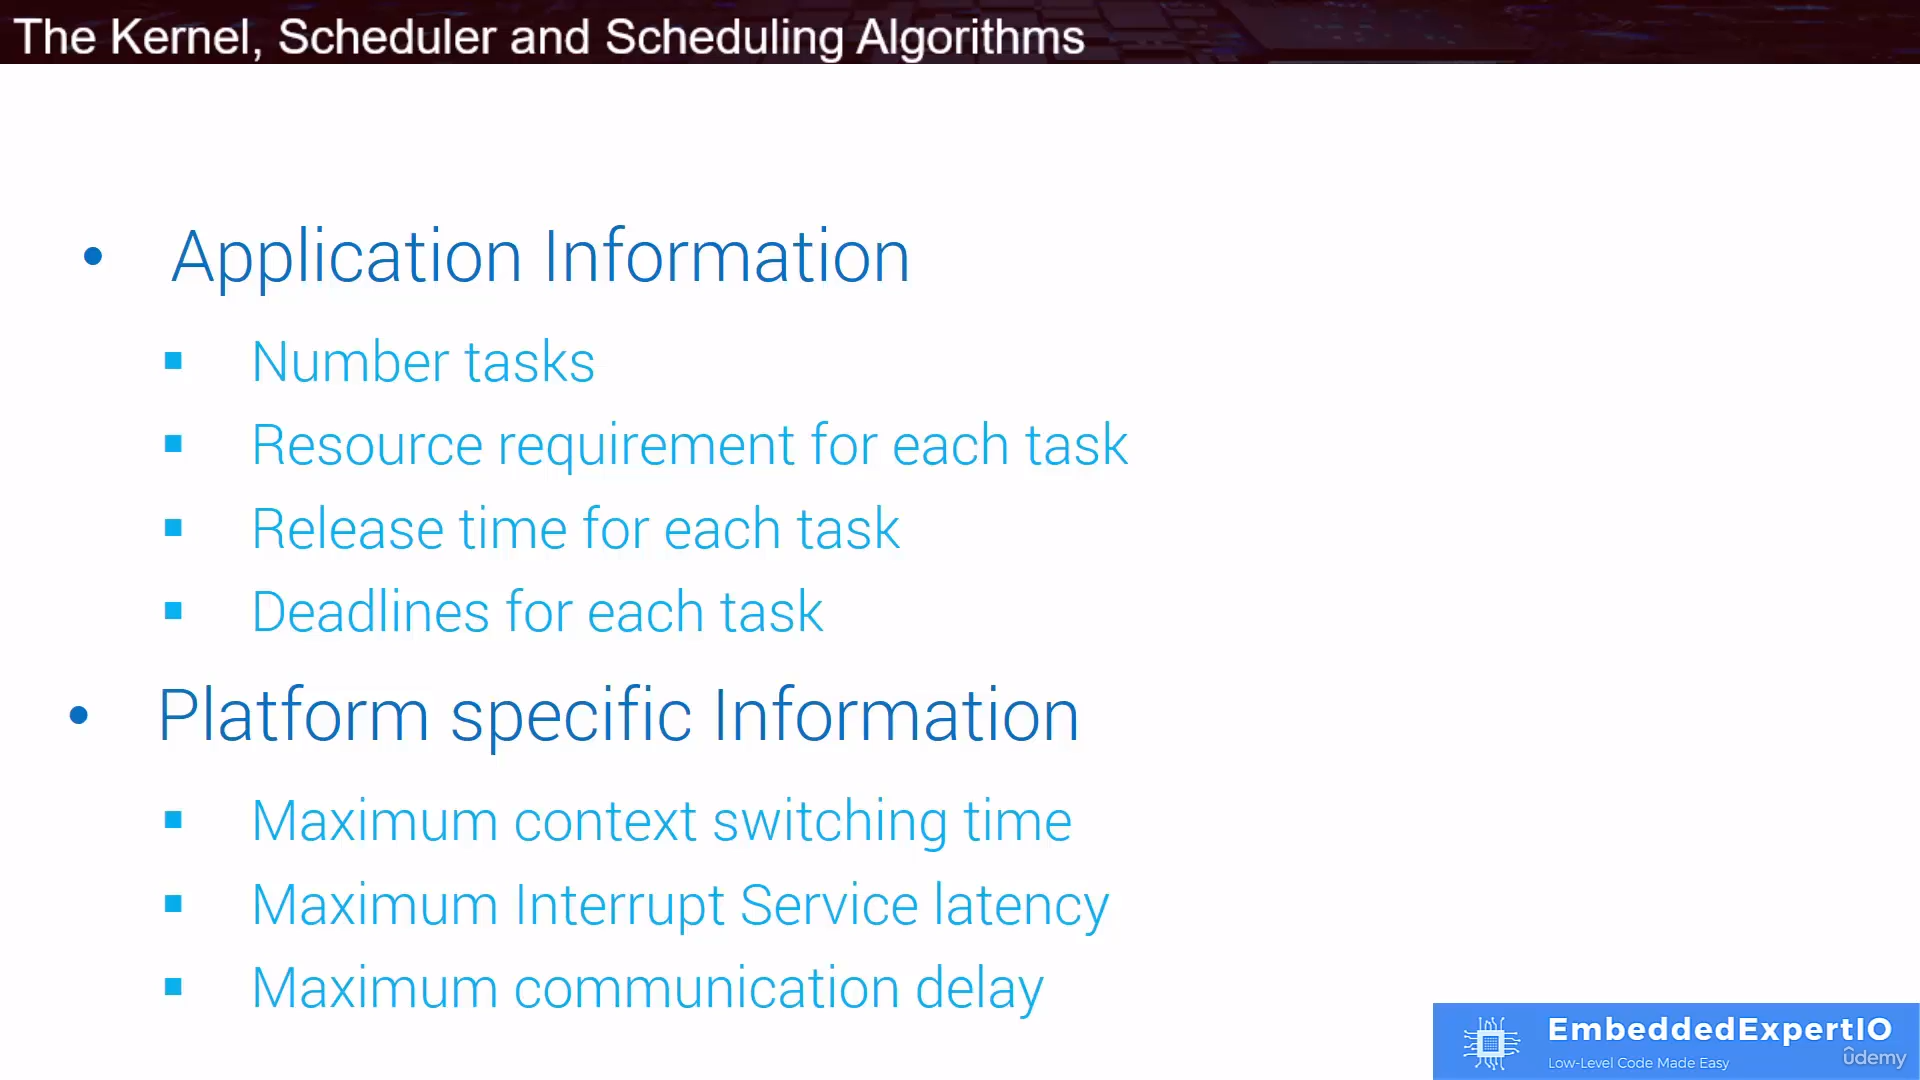 The Kernel, Scheduler and Scheduling Algorithms
• Application Information
▪ Number tasks
▪ Resource requirement for each task
▪ Release time for each task
▪ Deadlines for each task
• Platform specific Information
▪ Maximum context switching time
▪ Maximum Interrupt Service latency
▪ Maximum communication delay
EmbeddedExpertIO
Low-Level Code Made Easy
ûdemy